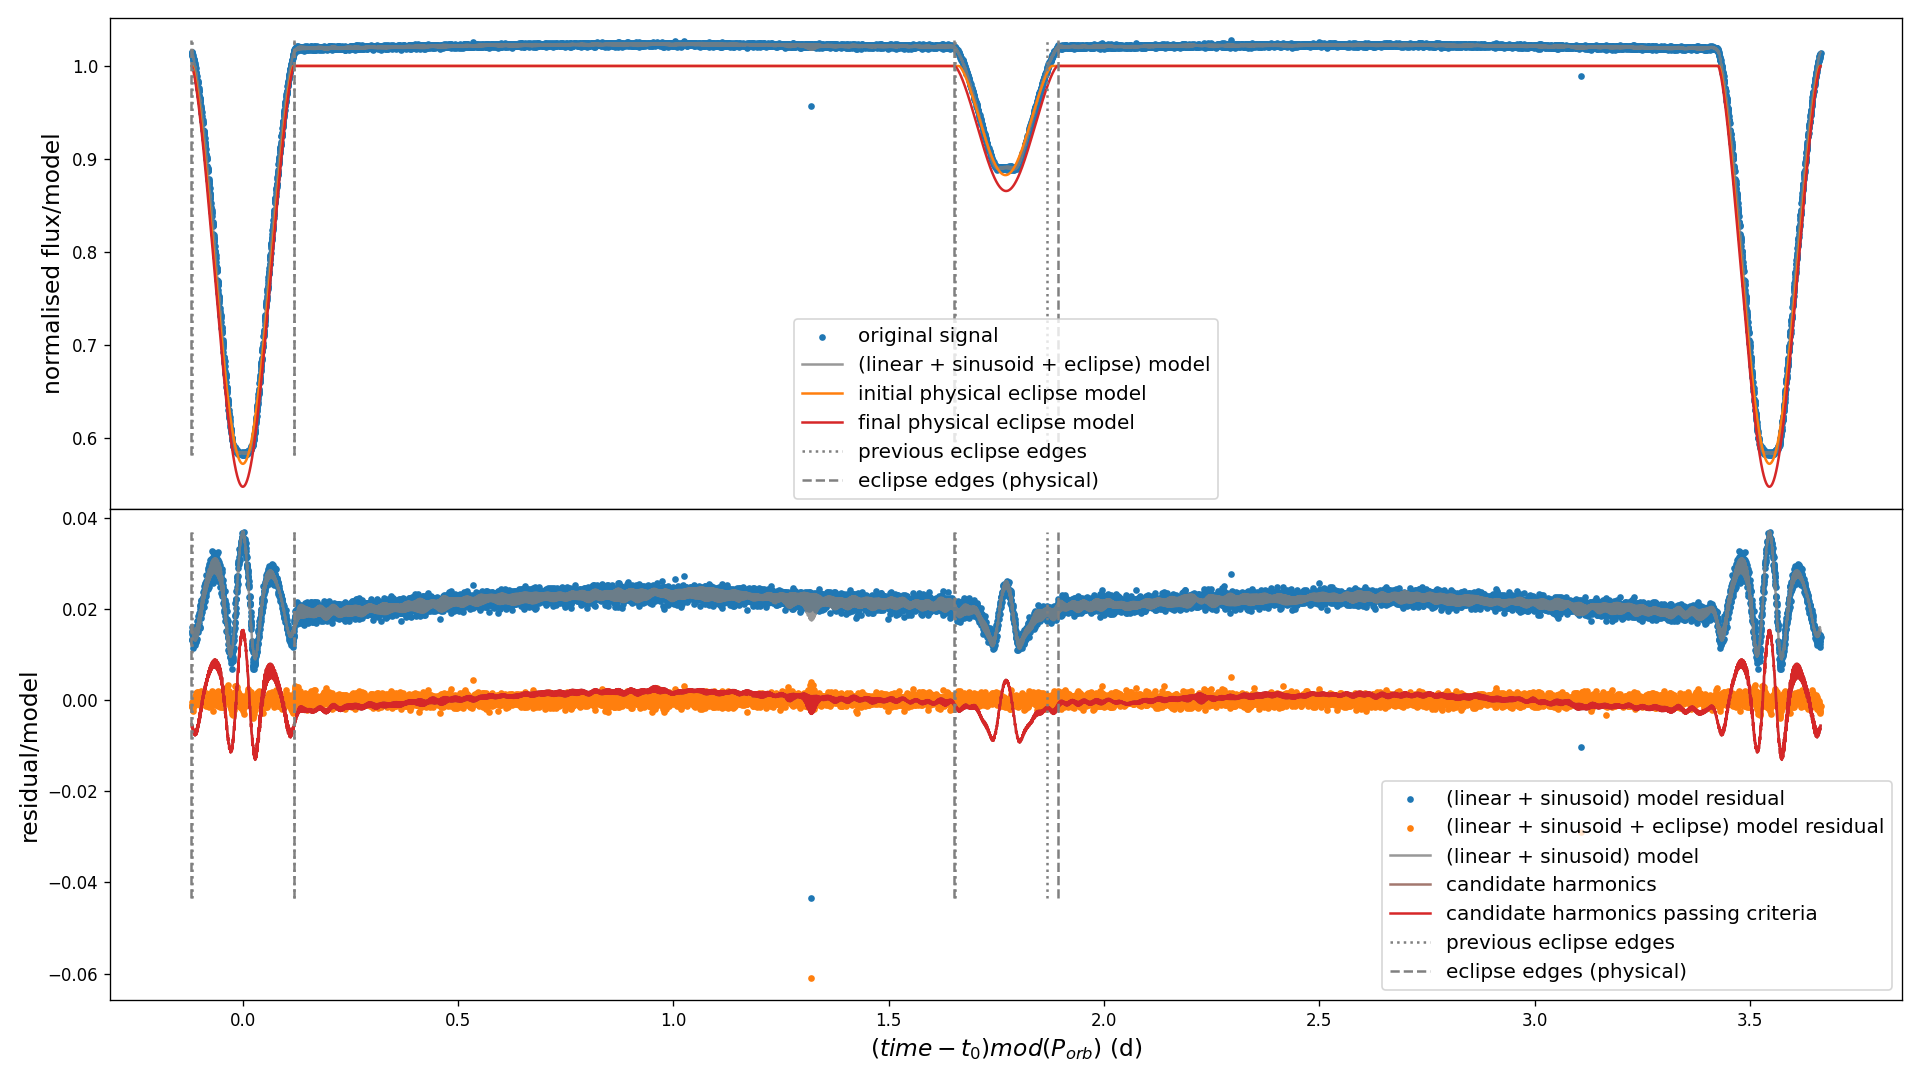 normalised flux/model
1.0
0.9
0.8
0.7
0.6
original signal
(linear + sinusoid + eclipse) model
initial physical eclipse model
final physical eclipse model
previous eclipse edges
eclipse edges (physical)
residual/model
0.04
0.02
0.00
−0.02
−0.04
−0.06
(linear + sinusoid) model residual
(linear + sinusoid + eclipse) model residual
(linear + sinusoid) model
candidate harmonics
candidate harmonics passing criteria
previous eclipse edges
eclipse edges (physical)
0.0 0.5 1.0 1.5 2.0 2.5 3.0 3.5
(time − t₀)mod(Pₒᵣb) (d)